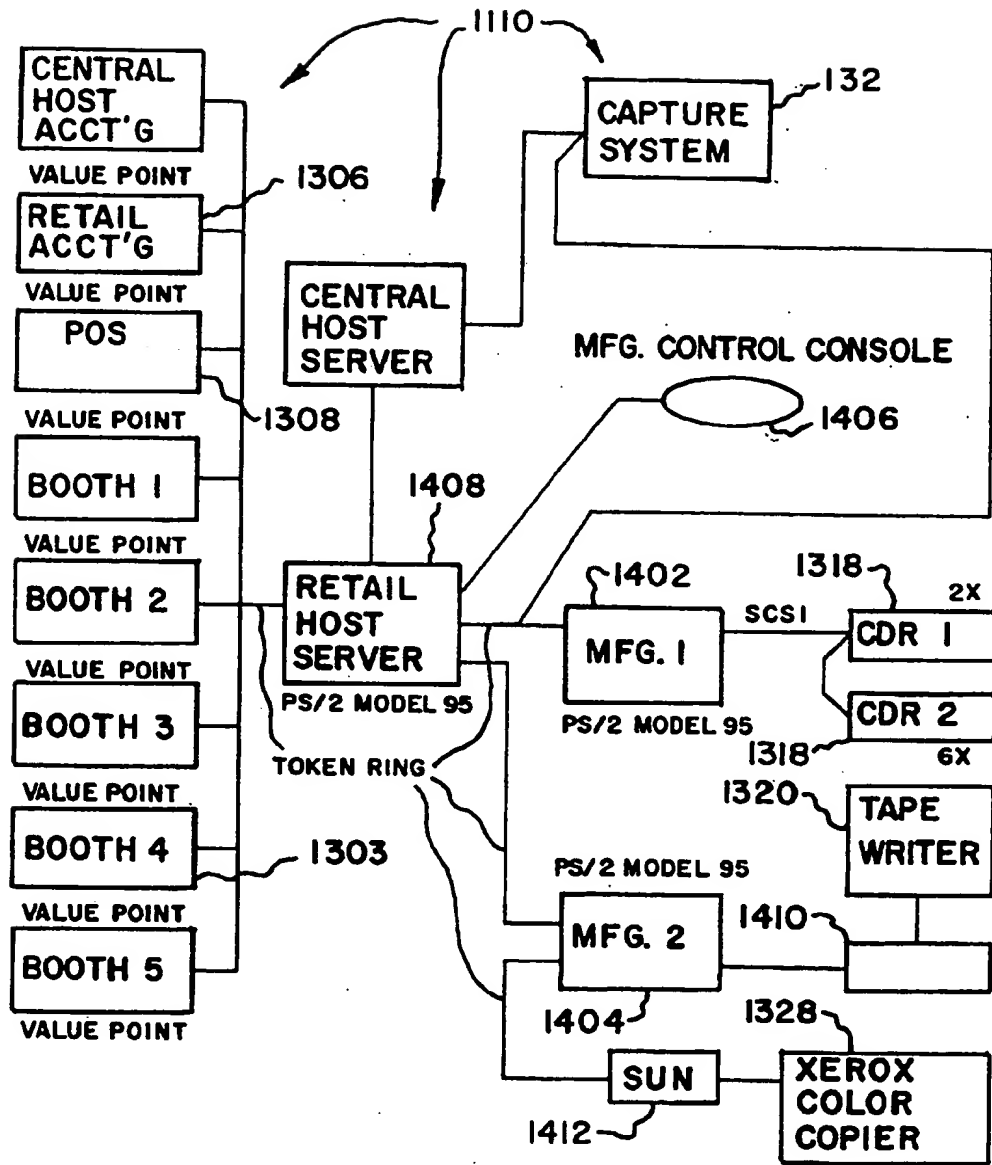 1110
CENTRAL
HOST
ACCT'G
VALUE POINT
1306
RETAIL
ACCT'G
VALUE POINT
POS
1308
VALUE POINT
BOOTH 1
VALUE POINT
BOOTH 2
VALUE POINT
BOOTH 3
VALUE POINT
BOOTH 4
1303
VALUE POINT
BOOTH 5
VALUE POINT
132
CAPTURE
SYSTEM
CENTRAL
HOST
SERVER
MFG. CONTROL CONSOLE
1406
1408
RETAIL
HOST
SERVER
PS/2 MODEL 95
TOKEN RING
1402
MFG. 1
PS/2 MODEL 95
SCSI
1318
2X
CDR 1
CDR 2
1318
6X
1320
TAPE
WRITER
PS/2 MODEL 95
MFG. 2
1404
1410
SUN
1412
1328
XEROX
COLOR
COPIER